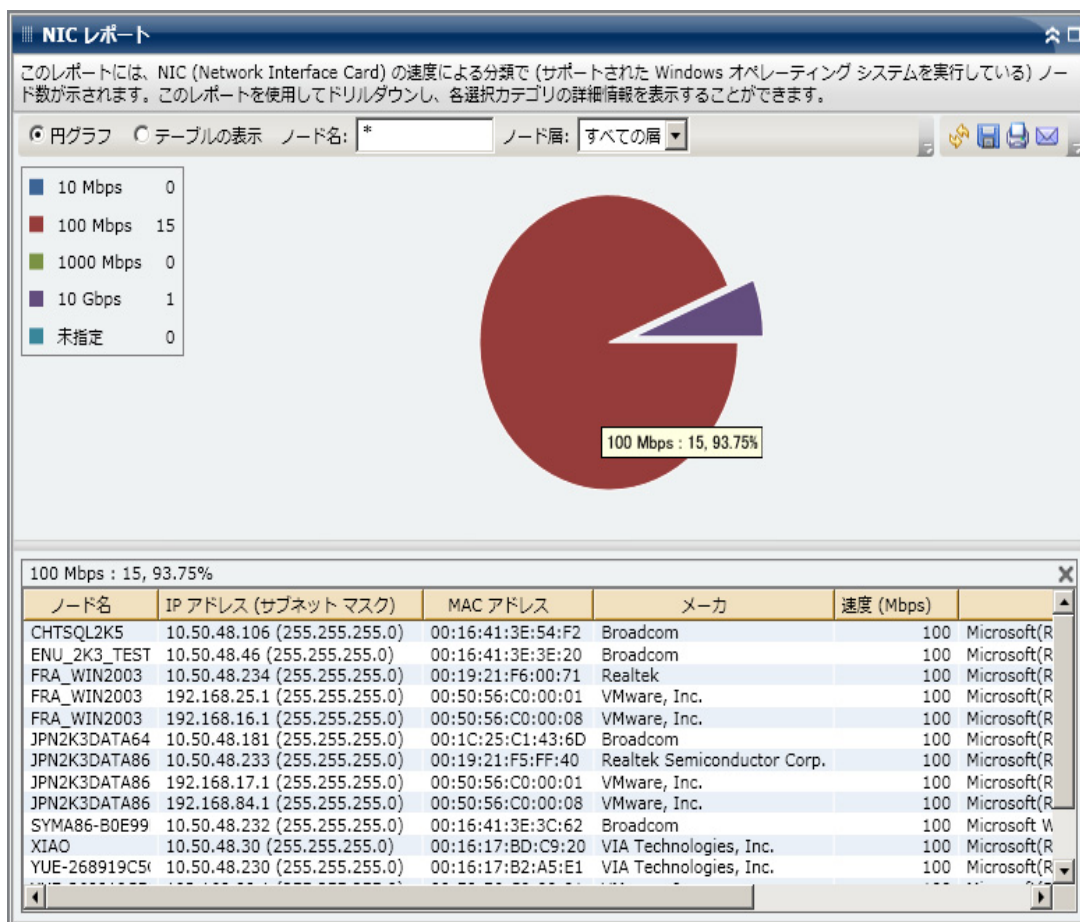 NIC レポート
このレポートには、NIC (Network Interface Card) の速度による分類で (サポートされた Windows オペレーティング システムを実行している) ノー
ド数が示されます。このレポートを使用してドリルダウンし、各選択カテゴリの詳細情報を表示することができます。
円グラフ テーブルの表示 ノード名: * ノード層: すべての層
10 Mbps 0
100 Mbps 15
1000 Mbps 0
10 Gbps 1
未指定 0
100 Mbps : 15, 93.75%
100 Mbps : 15, 93.75%
ノード名 IP アドレス (サブネット マスク) MAC アドレス メーカ 速度 (Mbps)
CHTSQL2K5 10.50.48.106 (255.255.255.0) 00:16:41:3E:54:F2 Broadcom 100 Microsoft(R
ENU_2K3_TEST 10.50.48.46 (255.255.255.0) 00:16:41:3E:3E:20 Broadcom 100 Microsoft(R
FRA_WIN2003 10.50.48.234 (255.255.255.0) 00:19:21:F6:00:71 Realtek 100 Microsoft(R
FRA_WIN2003 192.168.25.1 (255.255.255.0) 00:50:56:C0:00:01 VMware, Inc. 100 Microsoft(R
FRA_WIN2003 192.168.16.1 (255.255.255.0) 00:50:56:C0:00:08 VMware, Inc. 100 Microsoft(R
JPN2K3DATA64 10.50.48.181 (255.255.255.0) 00:1C:25:C1:43:6D Broadcom 100 Microsoft(R
JPN2K3DATA86 10.50.48.233 (255.255.255.0) 00:19:21:F5:FF:40 Realtek Semiconductor Corp. 100 Microsoft(R
JPN2K3DATA86 192.168.17.1 (255.255.255.0) 00:50:56:C0:00:01 VMware, Inc. 100 Microsoft(R
JPN2K3DATA86 192.168.84.1 (255.255.255.0) 00:50:56:C0:00:08 VMware, Inc. 100 Microsoft(R
SYMA86-B0E99 10.50.48.232 (255.255.255.0) 00:16:41:3E:3C:62 Broadcom 100 Microsoft W
XIAO 10.50.48.30 (255.255.255.0) 00:16:17:BD:C9:20 VIA Technologies, Inc. 100 Microsoft(R
YUE-268919C5 10.50.48.230 (255.255.255.0) 00:16:17:B2:A5:E1 VIA Technologies, Inc. 100 Microsoft(R